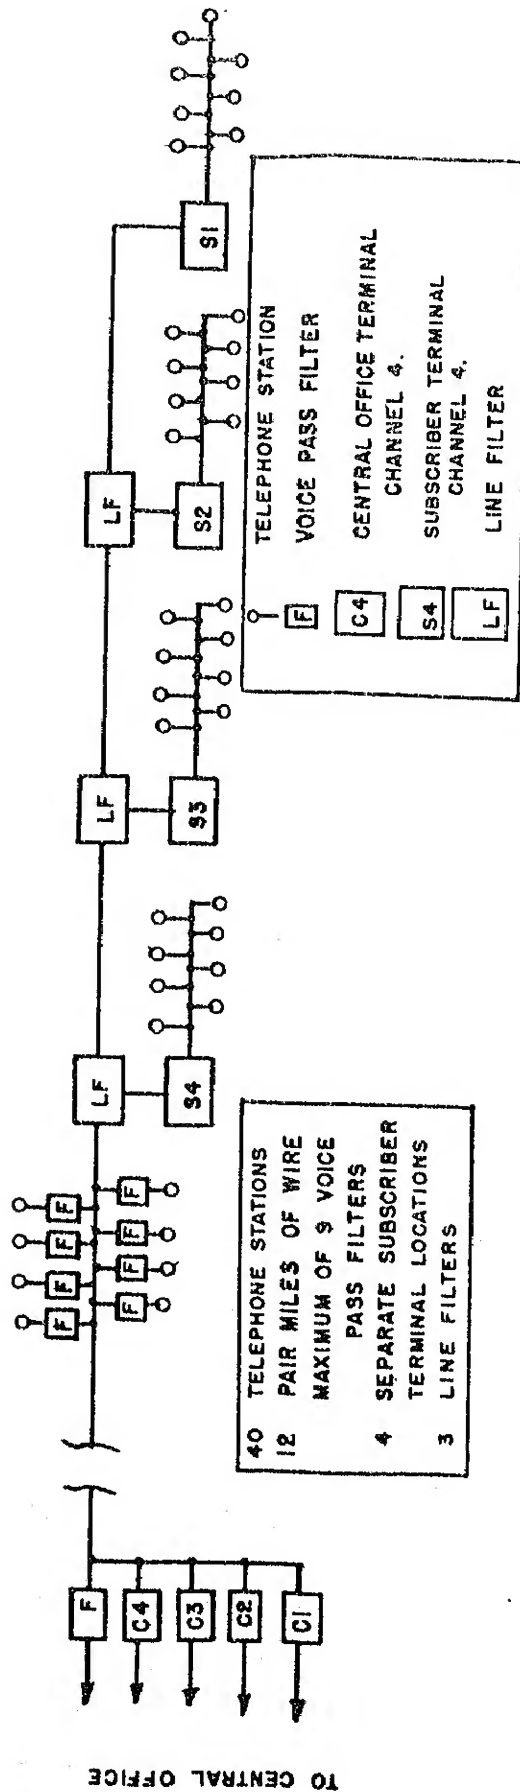 TO CENTRAL OFFICE
F
C4
C3
C2
C1
F
F
F
F
F
F
F
F
LF
S4
LF
S3
LF
S2
S1
40 TELEPHONE STATIONS
12 PAIR MILES OF WIRE
MAXIMUM OF 9 VOICE
PASS FILTERS
4 SEPARATE SUBSCRIBER
TERMINAL LOCATIONS
3 LINE FILTERS
TELEPHONE STATION
F VOICE PASS FILTER
C4 CENTRAL OFFICE TERMINAL
CHANNEL 4.
S4 SUBSCRIBER TERMINAL
CHANNEL 4.
LF LINE FILTER